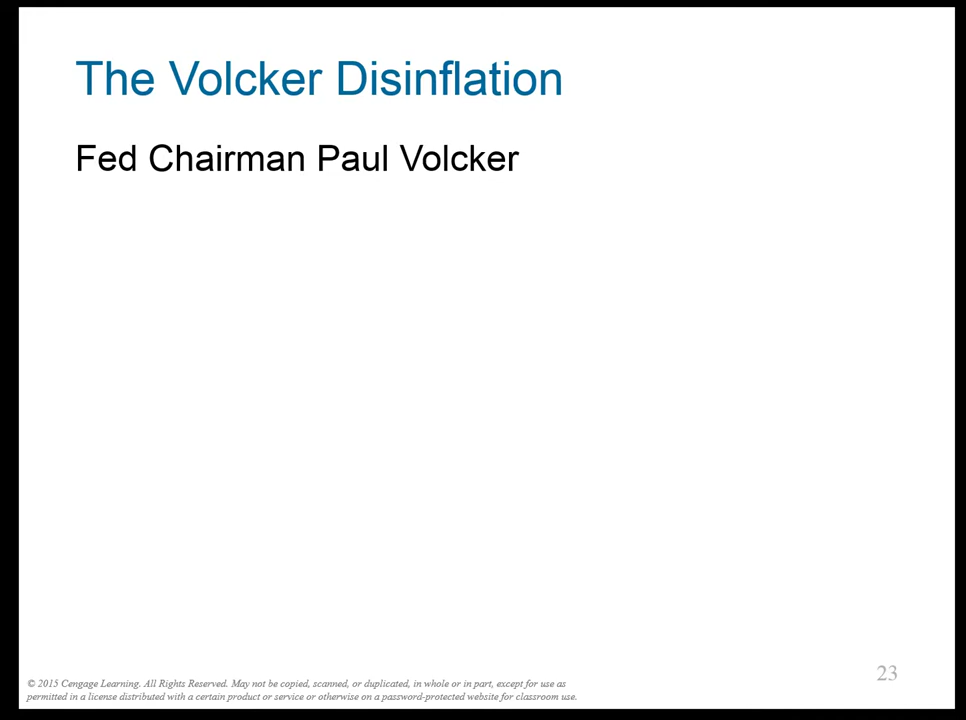 The Volcker Disinflation
Fed Chairman Paul Volcker
23
© 2015 Cengage Learning. All Rights Reserved. May not be copied, scanned, or duplicated, in whole or in part, except for use as
permitted in a license distributed with a certain product or service or otherwise on a password-protected website for classroom use.